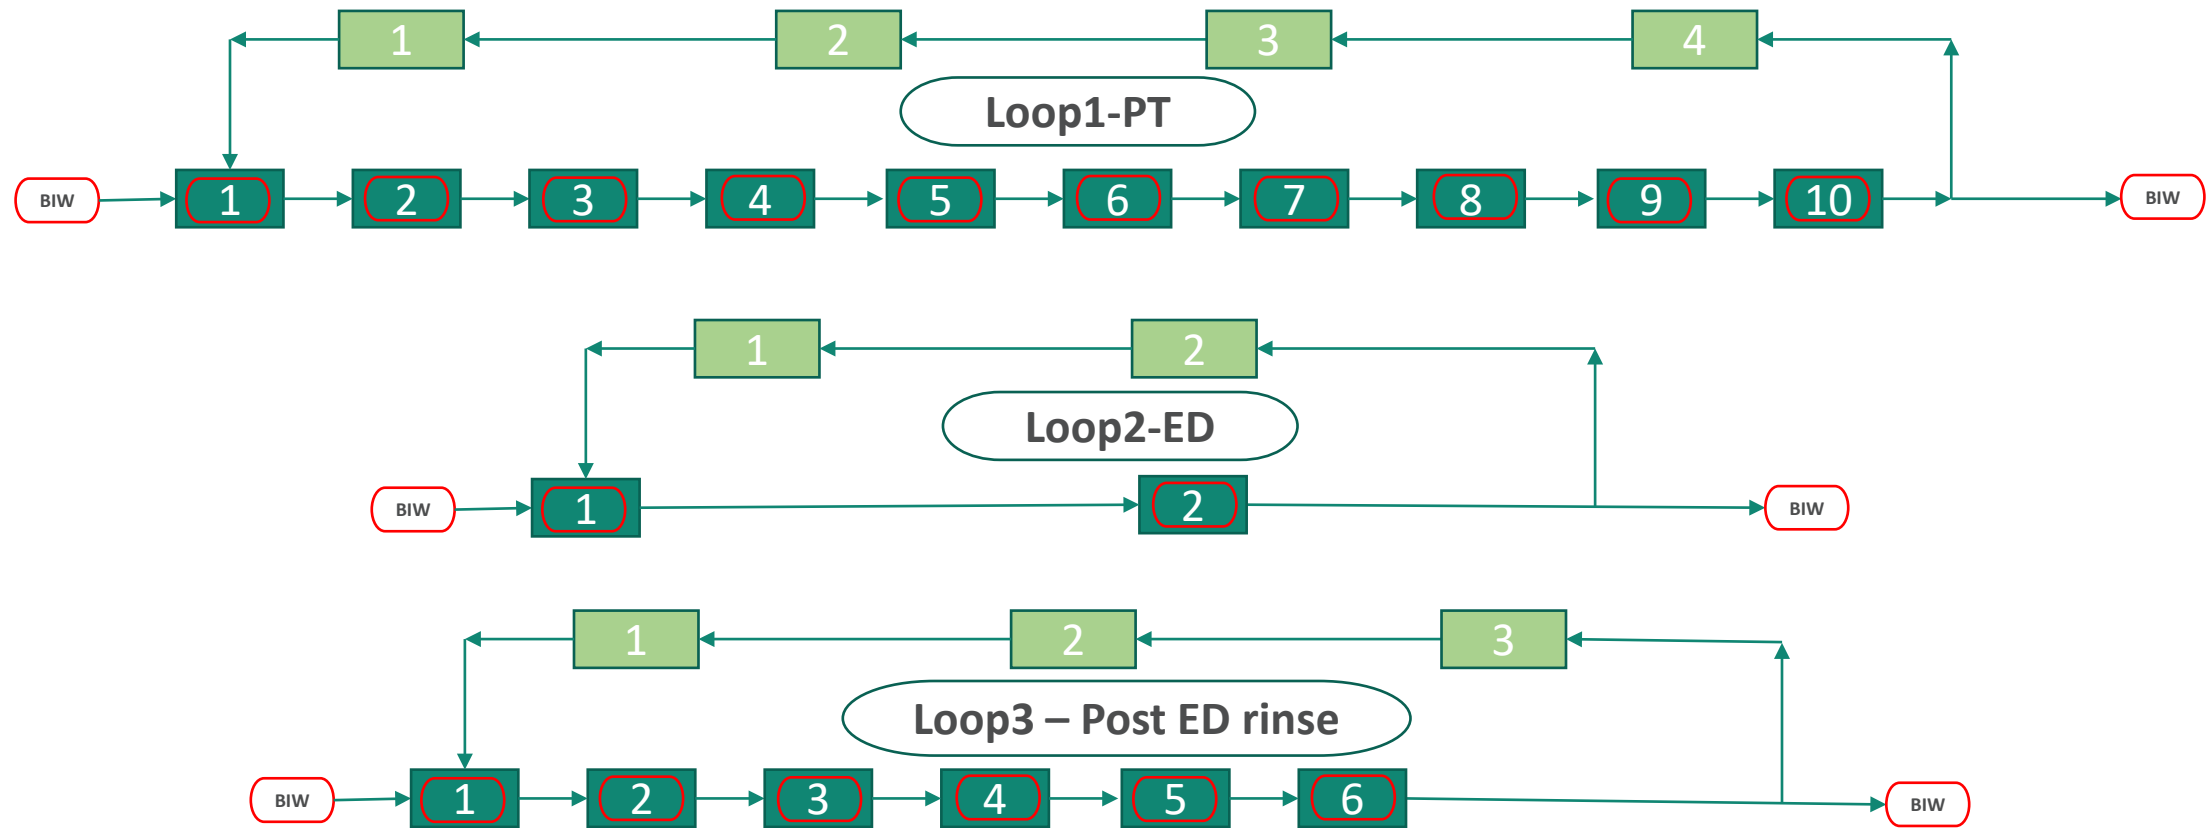 1 2 3 4
Loop1-PT
BIW 1 2 3 4 5 6 7 8 9 10 BIW
1 2
Loop2-ED
BIW 1 2 BIW
1 2 3
Loop3 – Post ED rinse
BIW 1 2 3 4 5 6 BIW